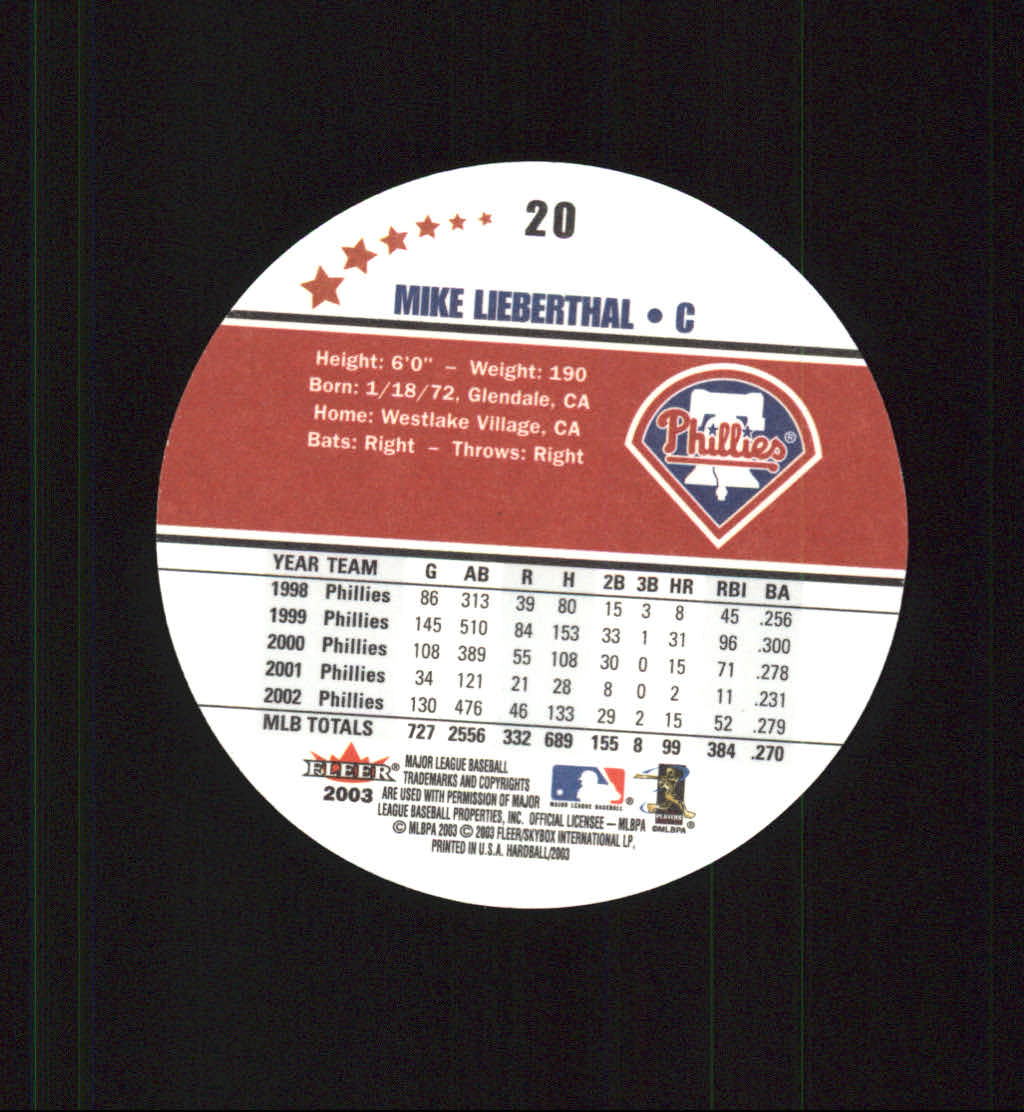 20
MIKE LIEBERTHAL • C
Height: 6'0" – Weight: 190
Born: 1/18/72, Glendale, CA
Home: Westlake Village, CA
Bats: Right – Throws: Right
Phillies®
YEAR TEAM G AB R H 2B 3B HR RBI BA
1998 Phillies 86 313 39 80 15 3 8 45 .256
1999 Phillies 145 510 84 153 33 1 31 96 .300
2000 Phillies 108 389 55 108 30 0 15 71 .278
2001 Phillies 34 121 21 28 8 0 2 11 .231
2002 Phillies 130 476 46 133 29 2 15 52 .279
MLB TOTALS 727 2556 332 689 155 8 99 384 .270
FLEER®
2003
MAJOR LEAGUE BASEBALL
TRADEMARKS AND COPYRIGHTS
ARE USED WITH PERMISSION OF MAJOR
LEAGUE BASEBALL PROPERTIES, INC. OFFICIAL LICENSEE – MLBPA
© MLBPA 2003 © 2003 FLEER/SKYBOX INTERNATIONAL LP.
PRINTED IN U.S.A. HARDBALL/2003
MAJOR LEAGUE BASEBALL®
PLAYERS
®
©MLBPA